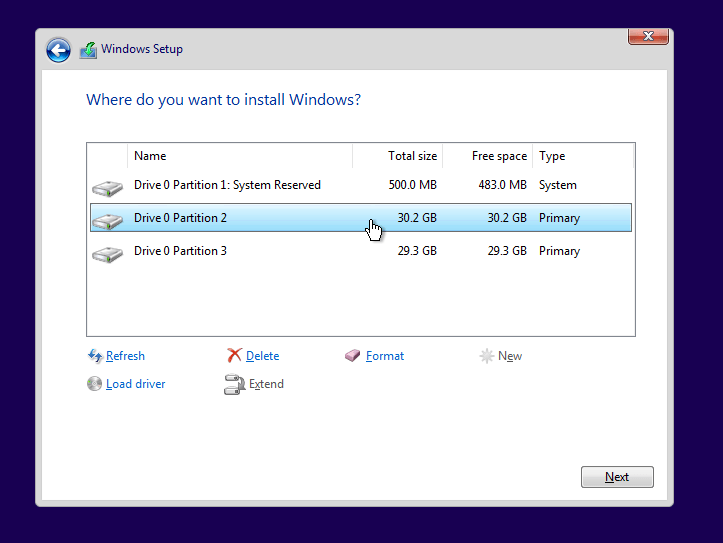 Windows Setup
Where do you want to install Windows?
Name Total size Free space Type
Drive 0 Partition 1: System Reserved 500.0 MB 483.0 MB System
Drive 0 Partition 2 30.2 GB 30.2 GB Primary
Drive 0 Partition 3 29.3 GB 29.3 GB Primary
Refresh Delete Format New
Load driver Extend
Next